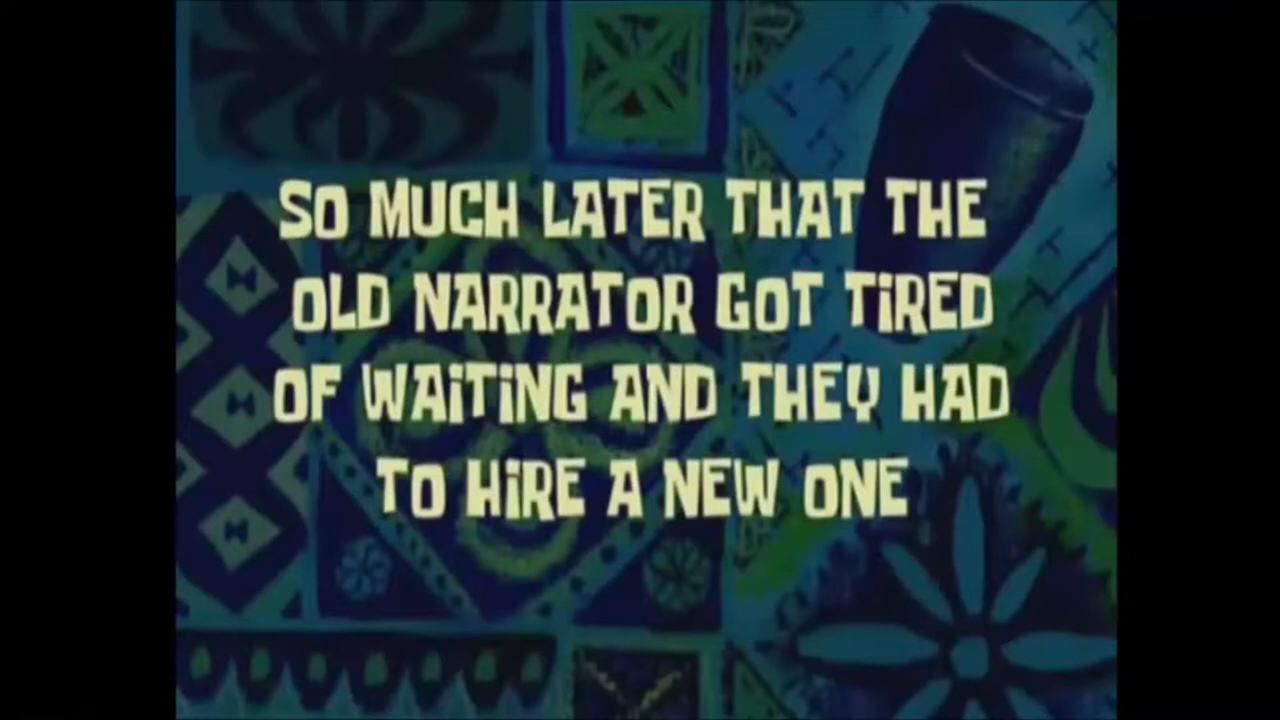 SO MUCH LATER THAT THE
OLD NARRATOR GOT TiRED
OF WAiTiNG AND THEY HAD
TO HiRE A NEW ONE